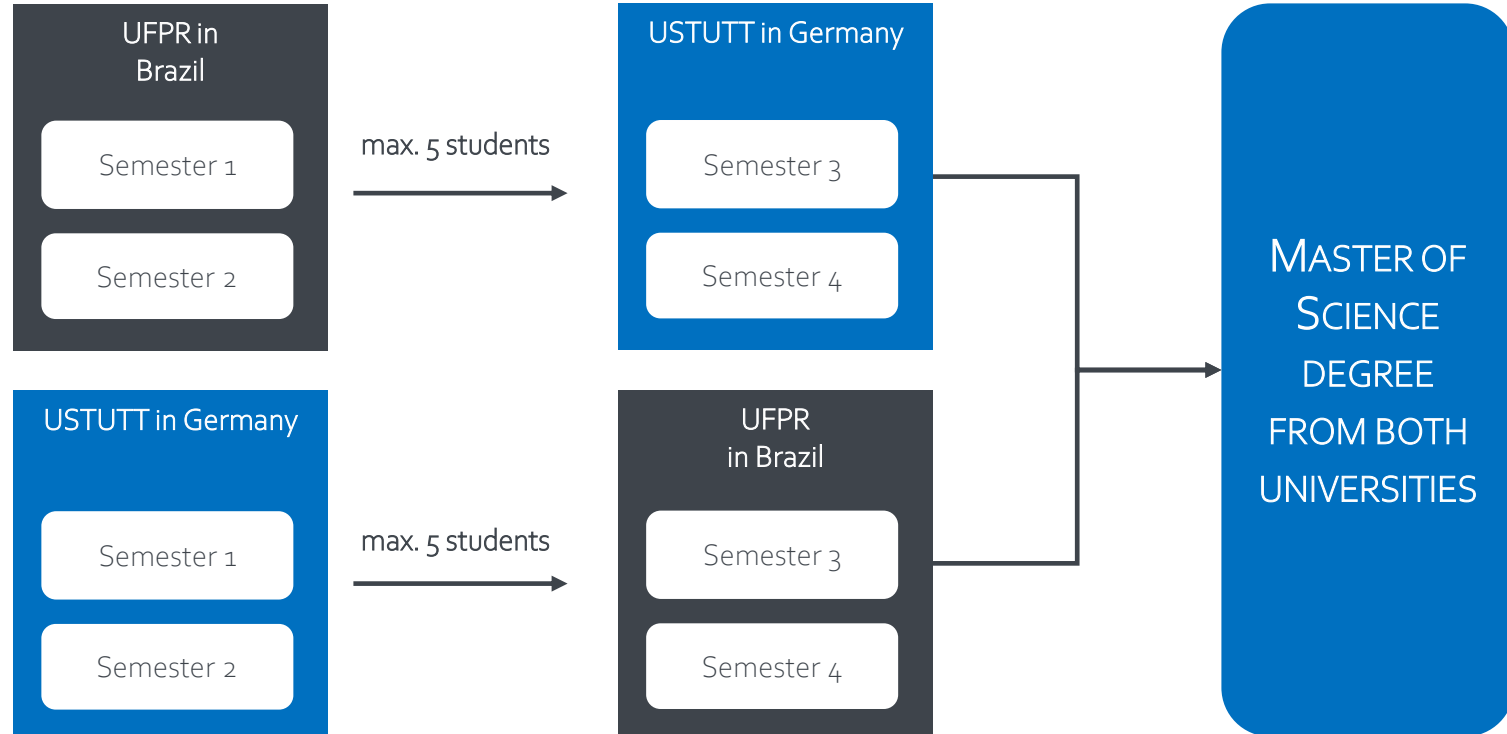 UFPR in
Brazil
Semester 1
Semester 2
max. 5 students
USTUTT in Germany
Semester 3
Semester 4
USTUTT in Germany
Semester 1
Semester 2
max. 5 students
UFPR
in Brazil
Semester 3
Semester 4
MASTER OF
SCIENCE
DEGREE
FROM BOTH
UNIVERSITIES